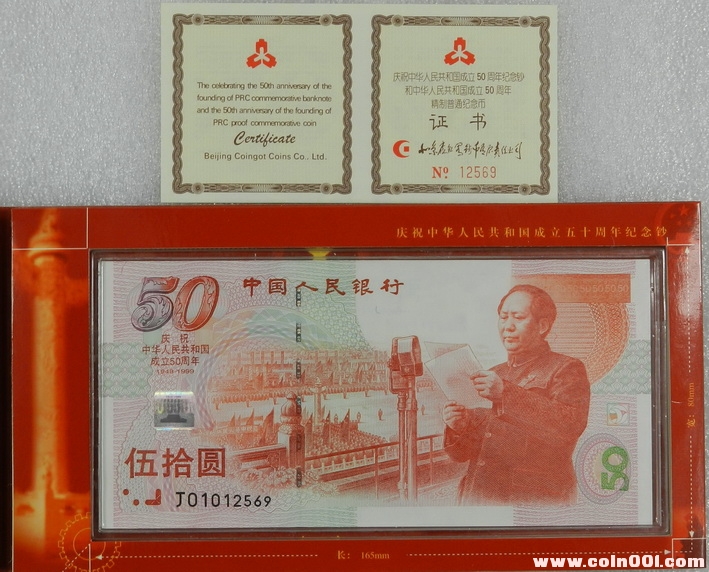 The celebrating the 50th anniversary of the
founding of PRC commemorative banknote
and the 50th anniversary of the founding of
PRC proof commemorative coin
Certificate
Beijing Coingot Coins Co., Ltd.
庆祝中华人民共和国成立50周年纪念钞
和中华人民共和国成立50周年
精制普通纪念币
证 书
No 12569
庆祝中华人民共和国成立五十周年纪念钞
50
中国人民银行
庆 祝
中华人民共和国
成立50周年
1949-1999
50 50 50 50
伍拾圆
J01012569
50
宽: 80mm
长: 165mm
www.coin001.com